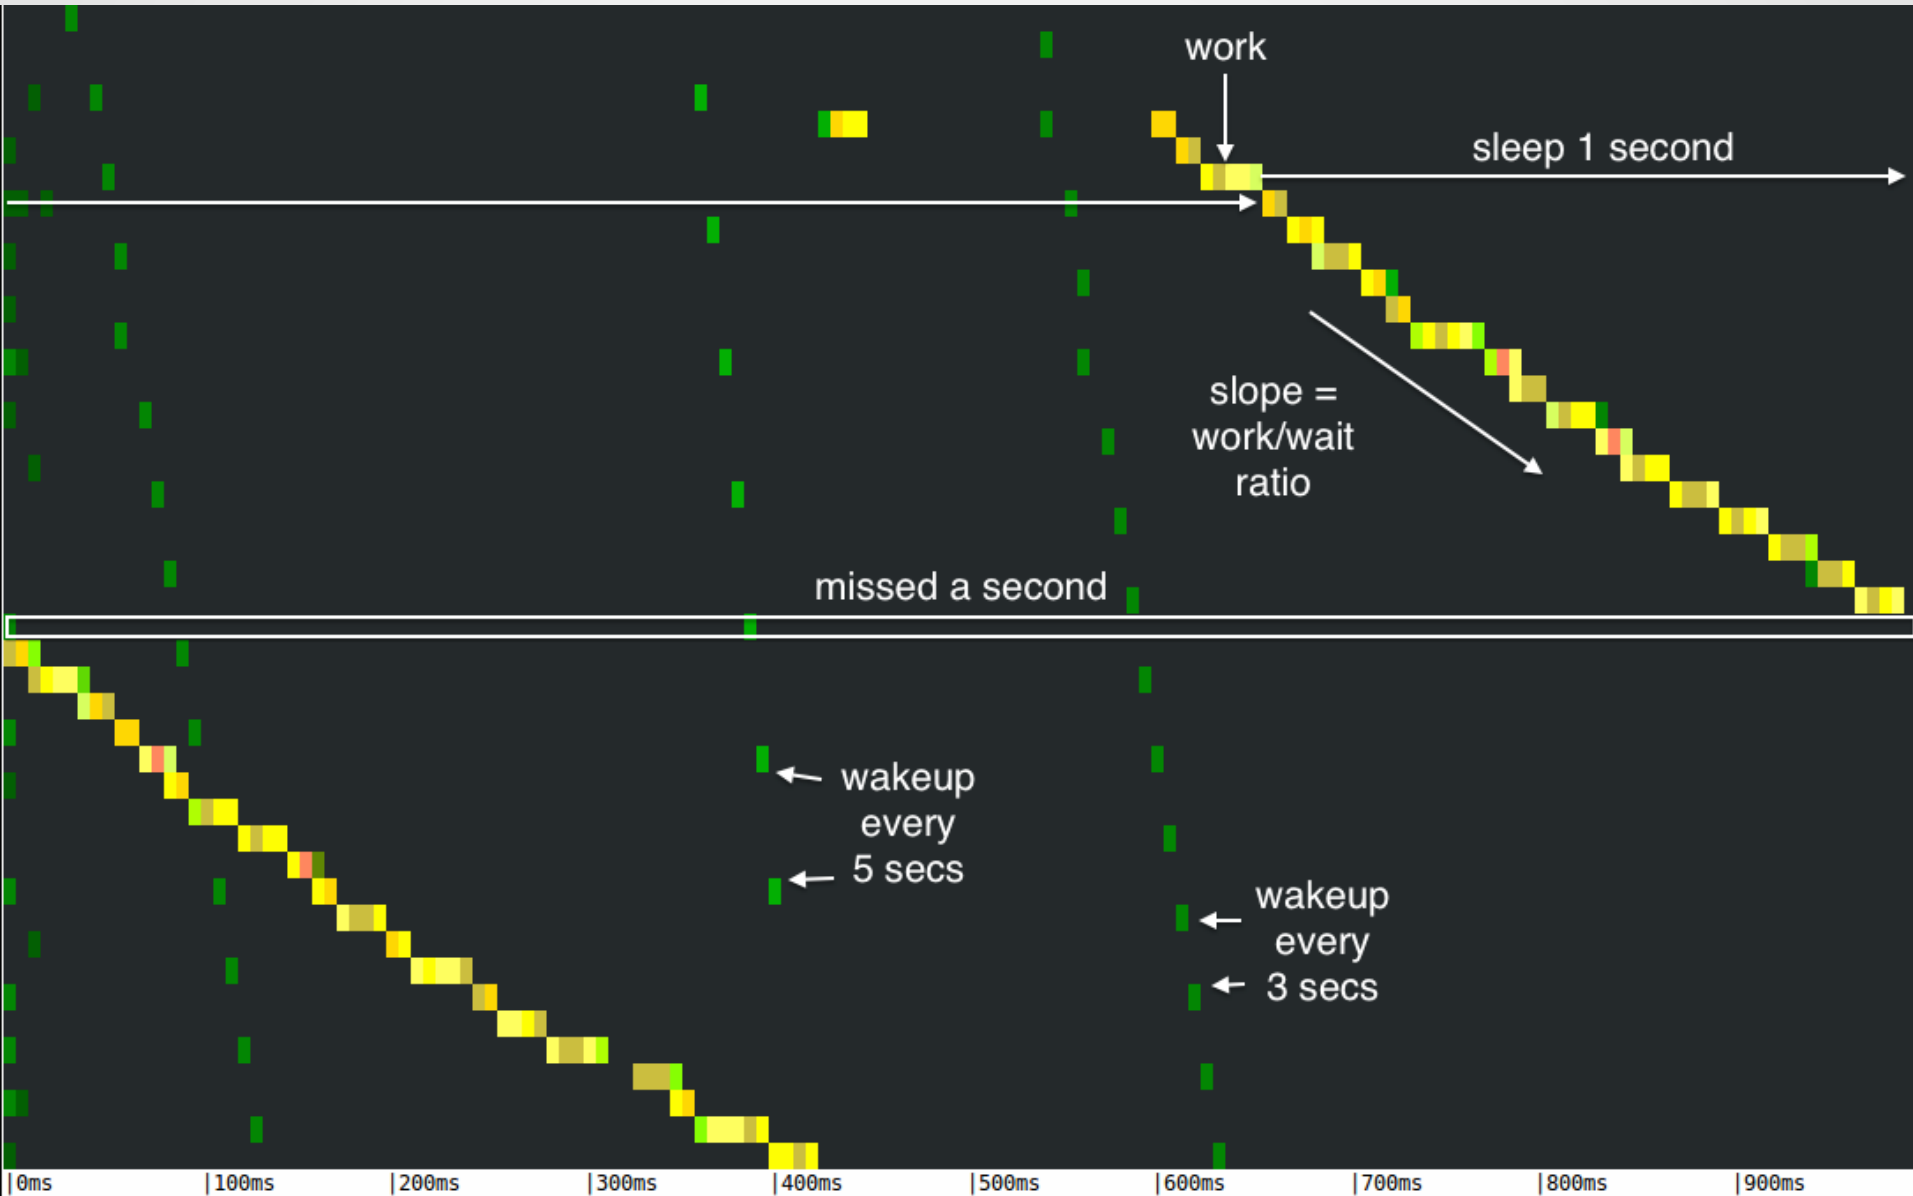 work
sleep 1 second
slope =
work/wait
ratio
missed a second
wakeup
every
5 secs
wakeup
every
3 secs
|0ms |100ms |200ms |300ms |400ms |500ms |600ms |700ms |800ms |900ms